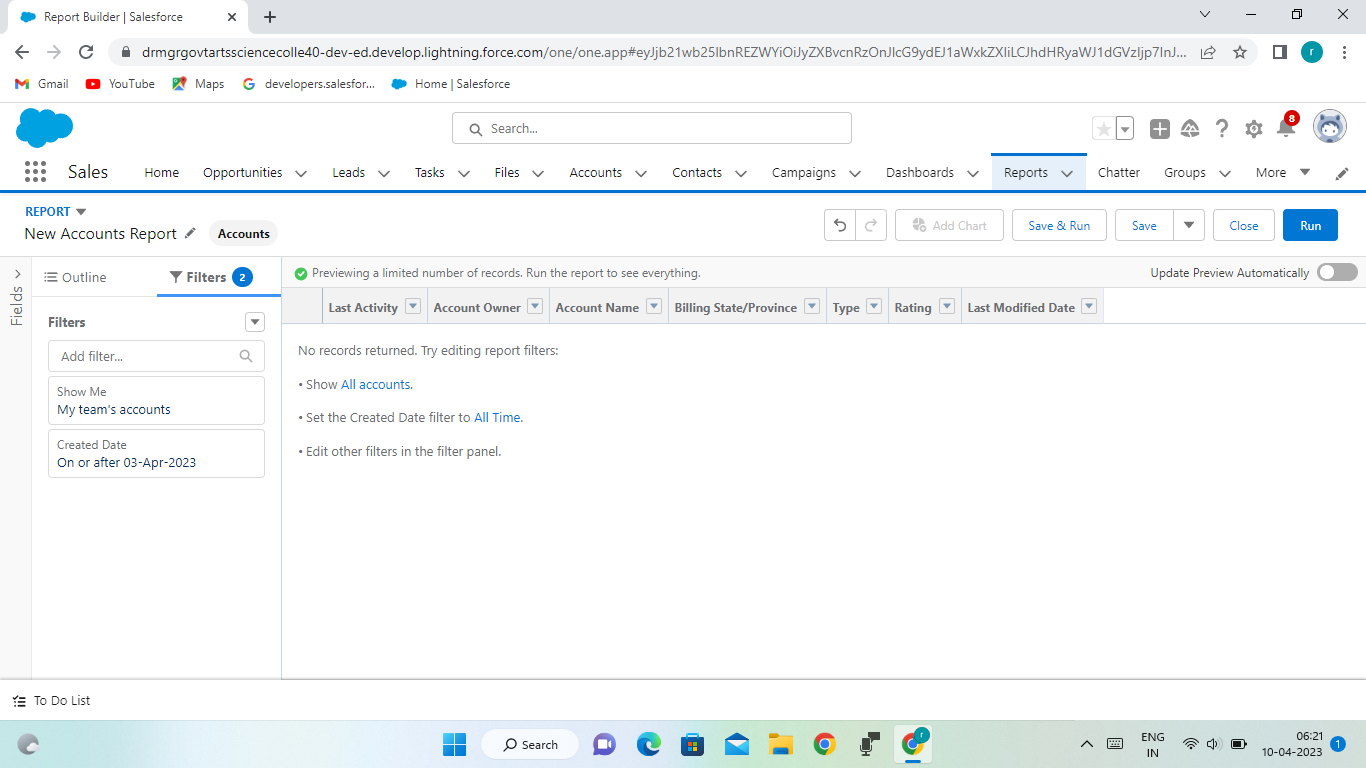 Report Builder | Salesforce
drmgrgovtartssciencecolle40-dev-ed.develop.lightning.force.com/one/one.app#eyJjb21wb25lbnREZWYiOiJyZXBvcnRzOnJlcG9ydEJ1aWxkZXIiLCJhdHRyaWJ1dGVzIjp7InJ...
r
Gmail YouTube Maps developers.salesfor... Home | Salesforce
Search...
8
Sales Home Opportunities Leads Tasks Files Accounts Contacts Campaigns Dashboards Reports Chatter Groups More
REPORT
New Accounts Report Accounts
Add Chart Save & Run Save Close Run
Fields
Outline Filters 2
Previewing a limited number of records. Run the report to see everything.
Update Preview Automatically
Filters
Add filter...
Show Me
My team's accounts
Created Date
On or after 03-Apr-2023
Last Activity Account Owner Account Name Billing State/Province Type Rating Last Modified Date
No records returned. Try editing report filters:
• Show All accounts.
• Set the Created Date filter to All Time.
• Edit other filters in the filter panel.
To Do List
Search
r
ENG
IN
06:21
10-04-2023
1